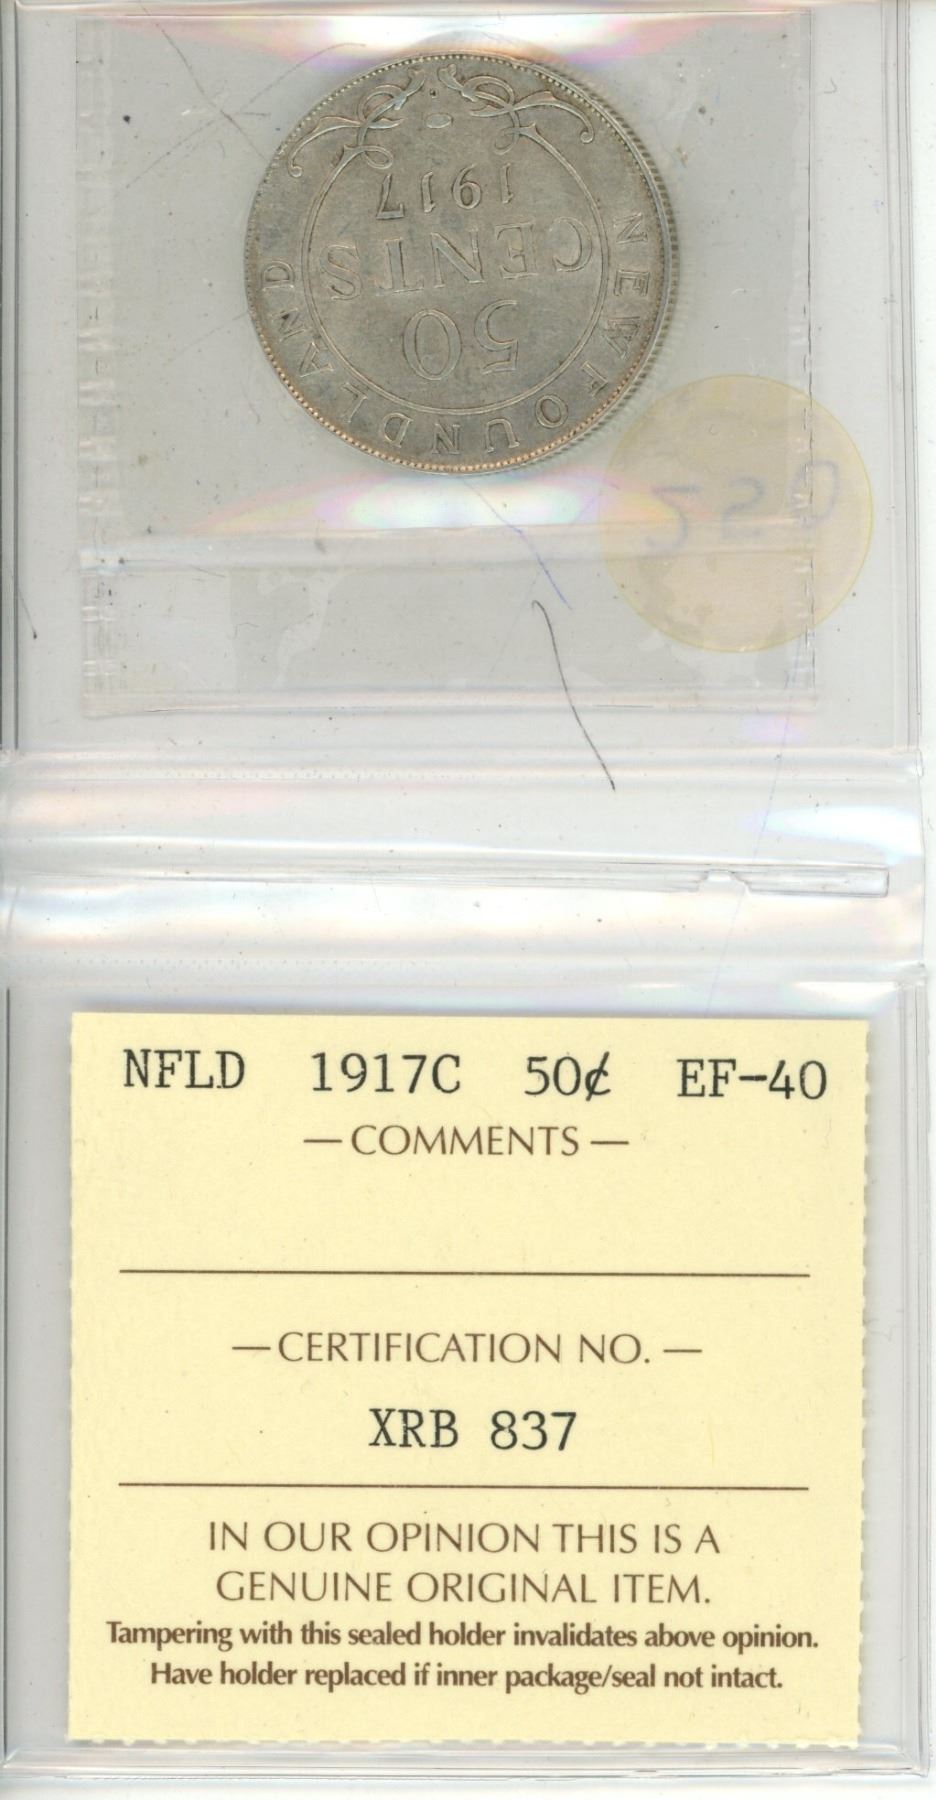 NEWFOUNDLAND
50
CENTS
1917
NFLD 1917C 50¢ EF-40
— COMMENTS —
— CERTIFICATION NO. —
XRB 837
IN OUR OPINION THIS IS A
GENUINE ORIGINAL ITEM.
Tampering with this sealed holder invalidates above opinion.
Have holder replaced if inner package/seal not intact.